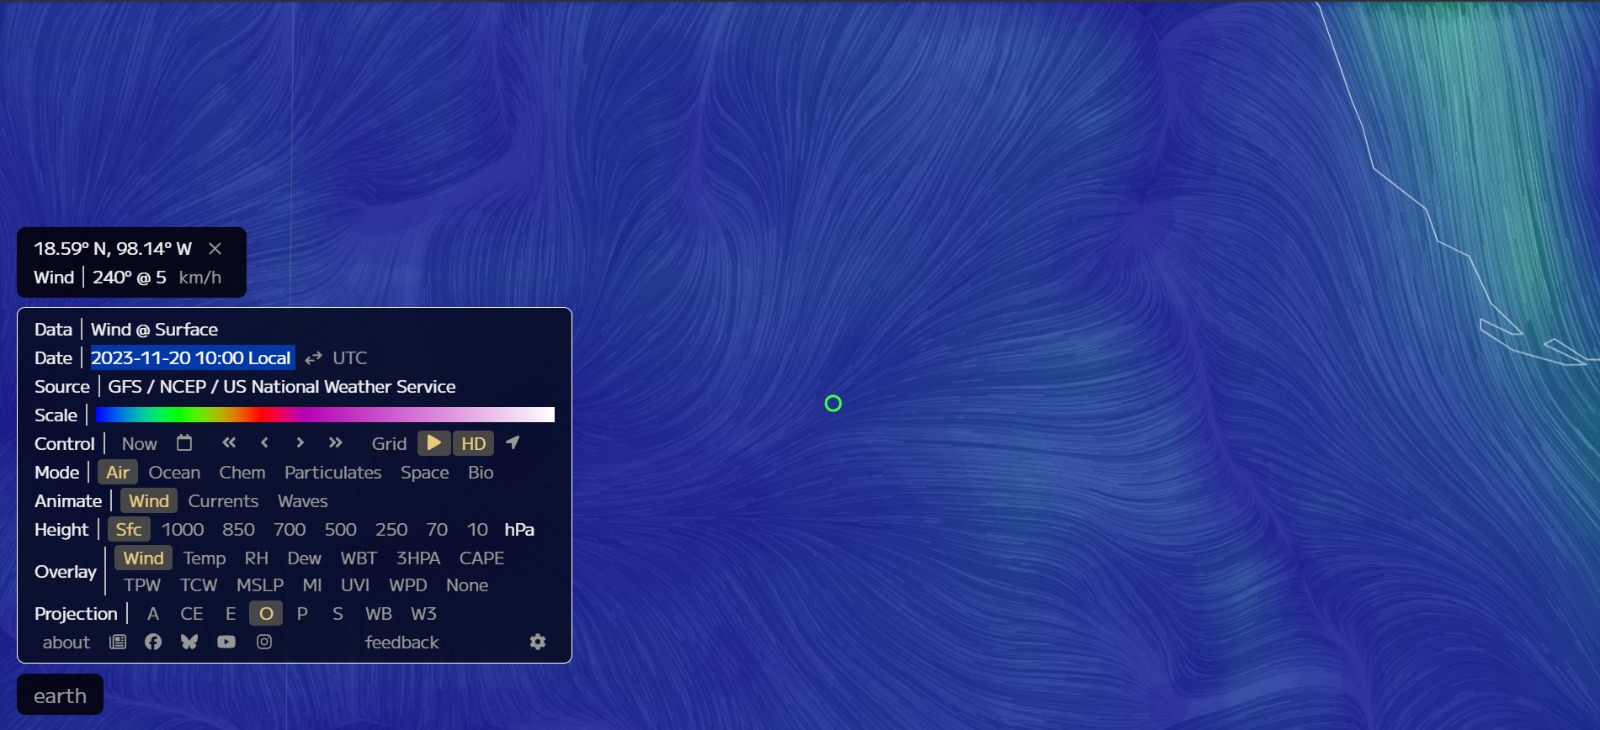 18.59° N, 98.14° W ×
Wind | 240° @ 5 km/h
Data | Wind @ Surface
Date | 2023-11-20 10:00 Local ⇄ UTC
Source | GFS / NCEP / US National Weather Service
Scale |
Control | Now « ‹ › » Grid HD
Mode | Air Ocean Chem Particulates Space Bio
Animate | Wind Currents Waves
Height | Sfc 1000 850 700 500 250 70 10 hPa
Overlay | Wind Temp RH Dew WBT 3HPA CAPE
TPW TCW MSLP MI UVI WPD None
Projection | A CE E O P S WB W3
about feedback
earth